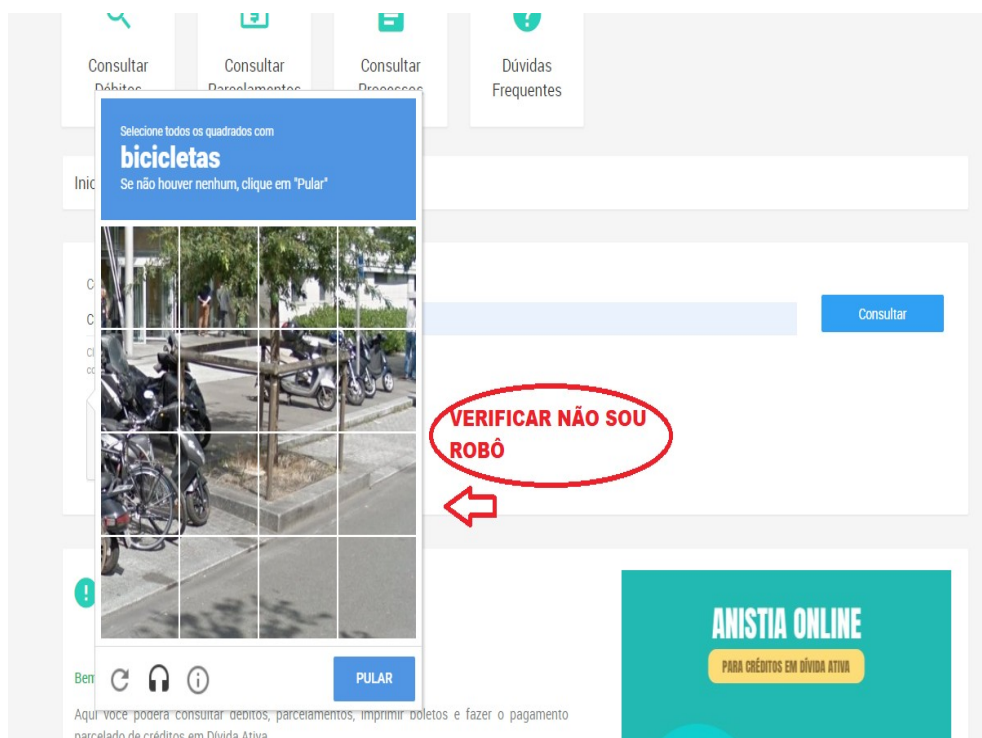 Consultar
Débitos
Consultar
Parcelamentos
Consultar
Processos
Dúvidas
Frequentes
Selecione todos os quadrados com
bicicletas
Se não houver nenhum, clique em "Pular"
Inic
C
C
Consultar
VERIFICAR NÃO SOU
ROBÔ
PULAR
ANISTIA ONLINE
PARA CRÉDITOS EM DÍVIDA ATIVA
Bem
Aqui você poderá consultar débitos, parcelamentos, imprimir boletos e fazer o pagamento
parcelado de créditos em Dívida Ativa